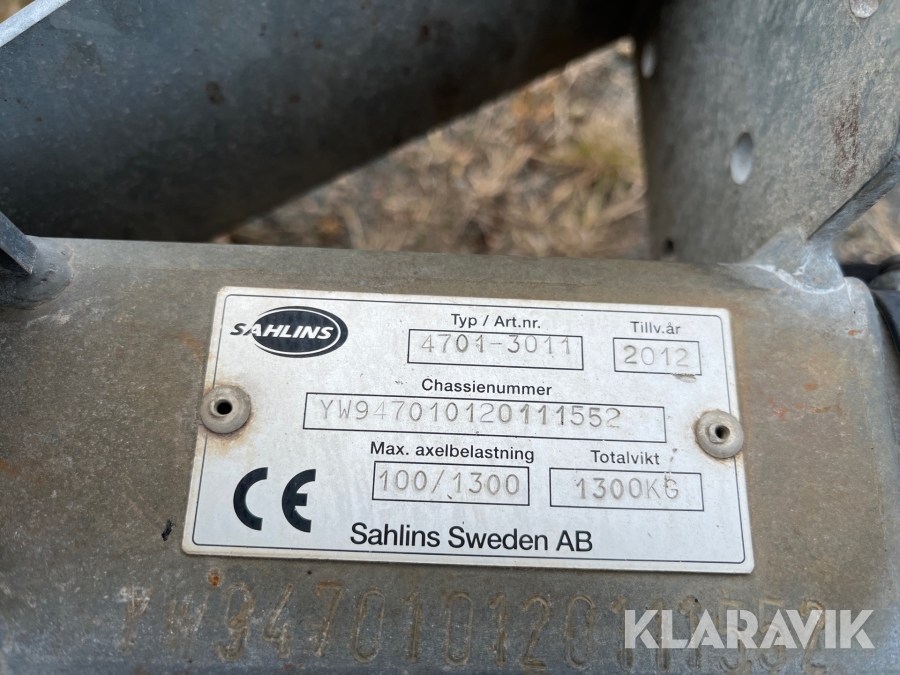 SAHLINS
Typ / Art.nr.
Tillv.år
4701-3011
2012
Chassienummer
YW947010120111552
Max. axelbelastning
Totalvikt
100/1300
1300KG
CE
Sahlins Sweden AB
YW947010120111552
KLARAVIK